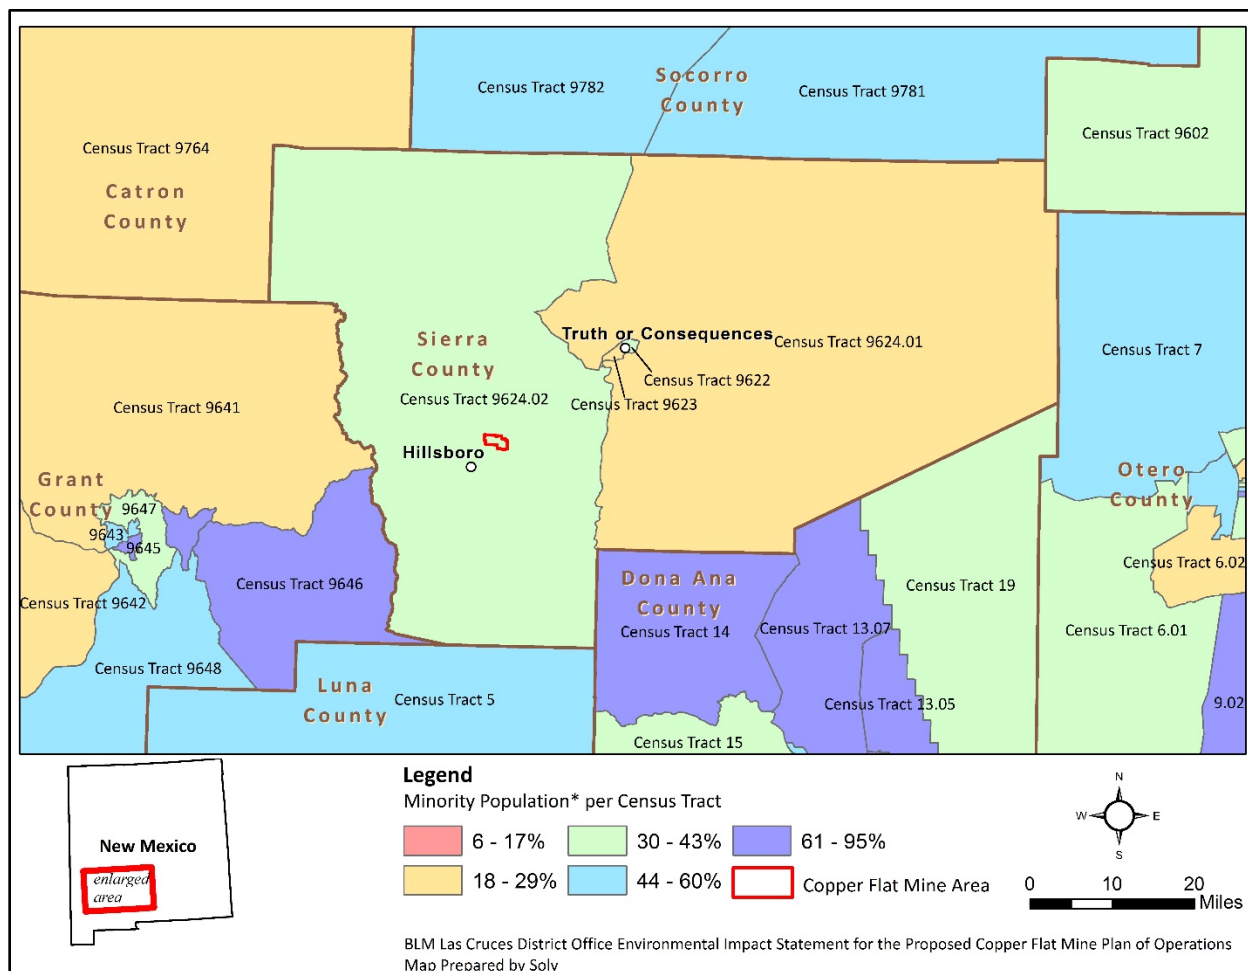 Socorro
County
Census Tract 9782
Census Tract 9781
Census Tract 9602
Census Tract 9764
Catron
County
Truth or Consequences
Census Tract 9624.01
Census Tract 7
Sierra
County
Census Tract 9622
Census Tract 9624.02
Census Tract 9623
Census Tract 9641
Hillsboro
Grant
County
9647
9643
9645
Otero
County
Census Tract 6.02
Census Tract 9646
Dona Ana
County
Census Tract 19
Census Tract 9642
Census Tract 14
Census Tract 13.07
Census Tract 6.01
Census Tract 9648
Luna
County
Census Tract 5
Census Tract 13.05
9.02
Census Tract 15
New Mexico
enlarged
area
Legend
Minority Population* per Census Tract
6 - 17%
30 - 43%
61 - 95%
18 - 29%
44 - 60%
Copper Flat Mine Area
N
W
E
S
0
10
20
Miles
BLM Las Cruces District Office Environmental Impact Statement for the Proposed Copper Flat Mine Plan of Operations
Map Prepared by Solv